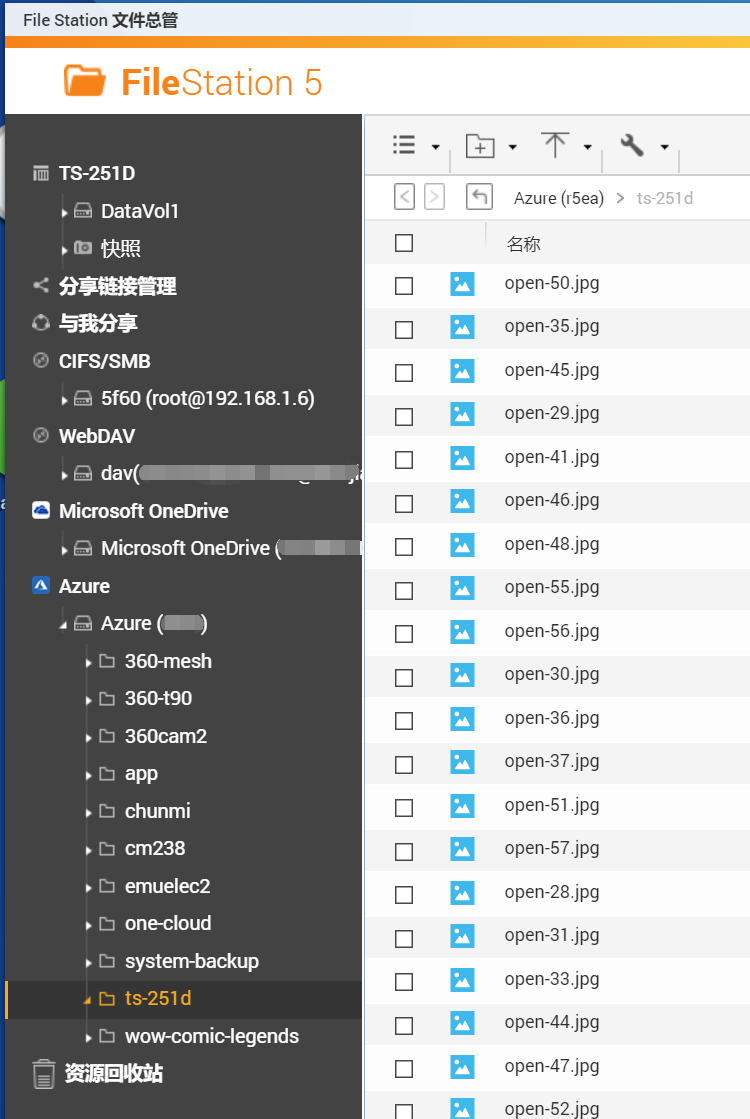 File Station 文件总管
FileStation 5
TS-251D
DataVol1
快照
分享链接管理
与我分享
CIFS/SMB
5f60 (root@192.168.1.6)
WebDAV
dav(
Microsoft OneDrive
Microsoft OneDrive (
Azure
Azure ( )
360-mesh
360-t90
360cam2
app
chunmi
cm238
emuelec2
one-cloud
system-backup
ts-251d
wow-comic-legends
资源回收站
Azure (r5ea) > ts-251d
名称
open-50.jpg
open-35.jpg
open-45.jpg
open-29.jpg
open-41.jpg
open-46.jpg
open-48.jpg
open-55.jpg
open-56.jpg
open-30.jpg
open-36.jpg
open-37.jpg
open-51.jpg
open-57.jpg
open-28.jpg
open-31.jpg
open-33.jpg
open-44.jpg
open-47.jpg
open-52.jpg